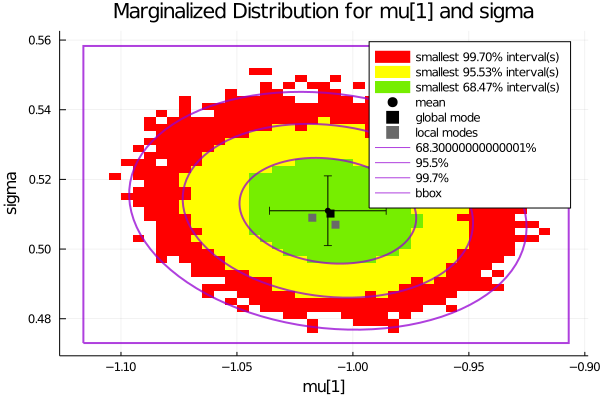 Marginalized Distribution for mu[1] and sigma
0.56
0.54
0.52
0.50
0.48
sigma
smallest 99.70% interval(s)
smallest 95.53% interval(s)
smallest 68.47% interval(s)
mean
global mode
local modes
68.30000000000001%
95.5%
99.7%
bbox
−1.10 −1.05 −1.00 −0.95 −0.90
mu[1]